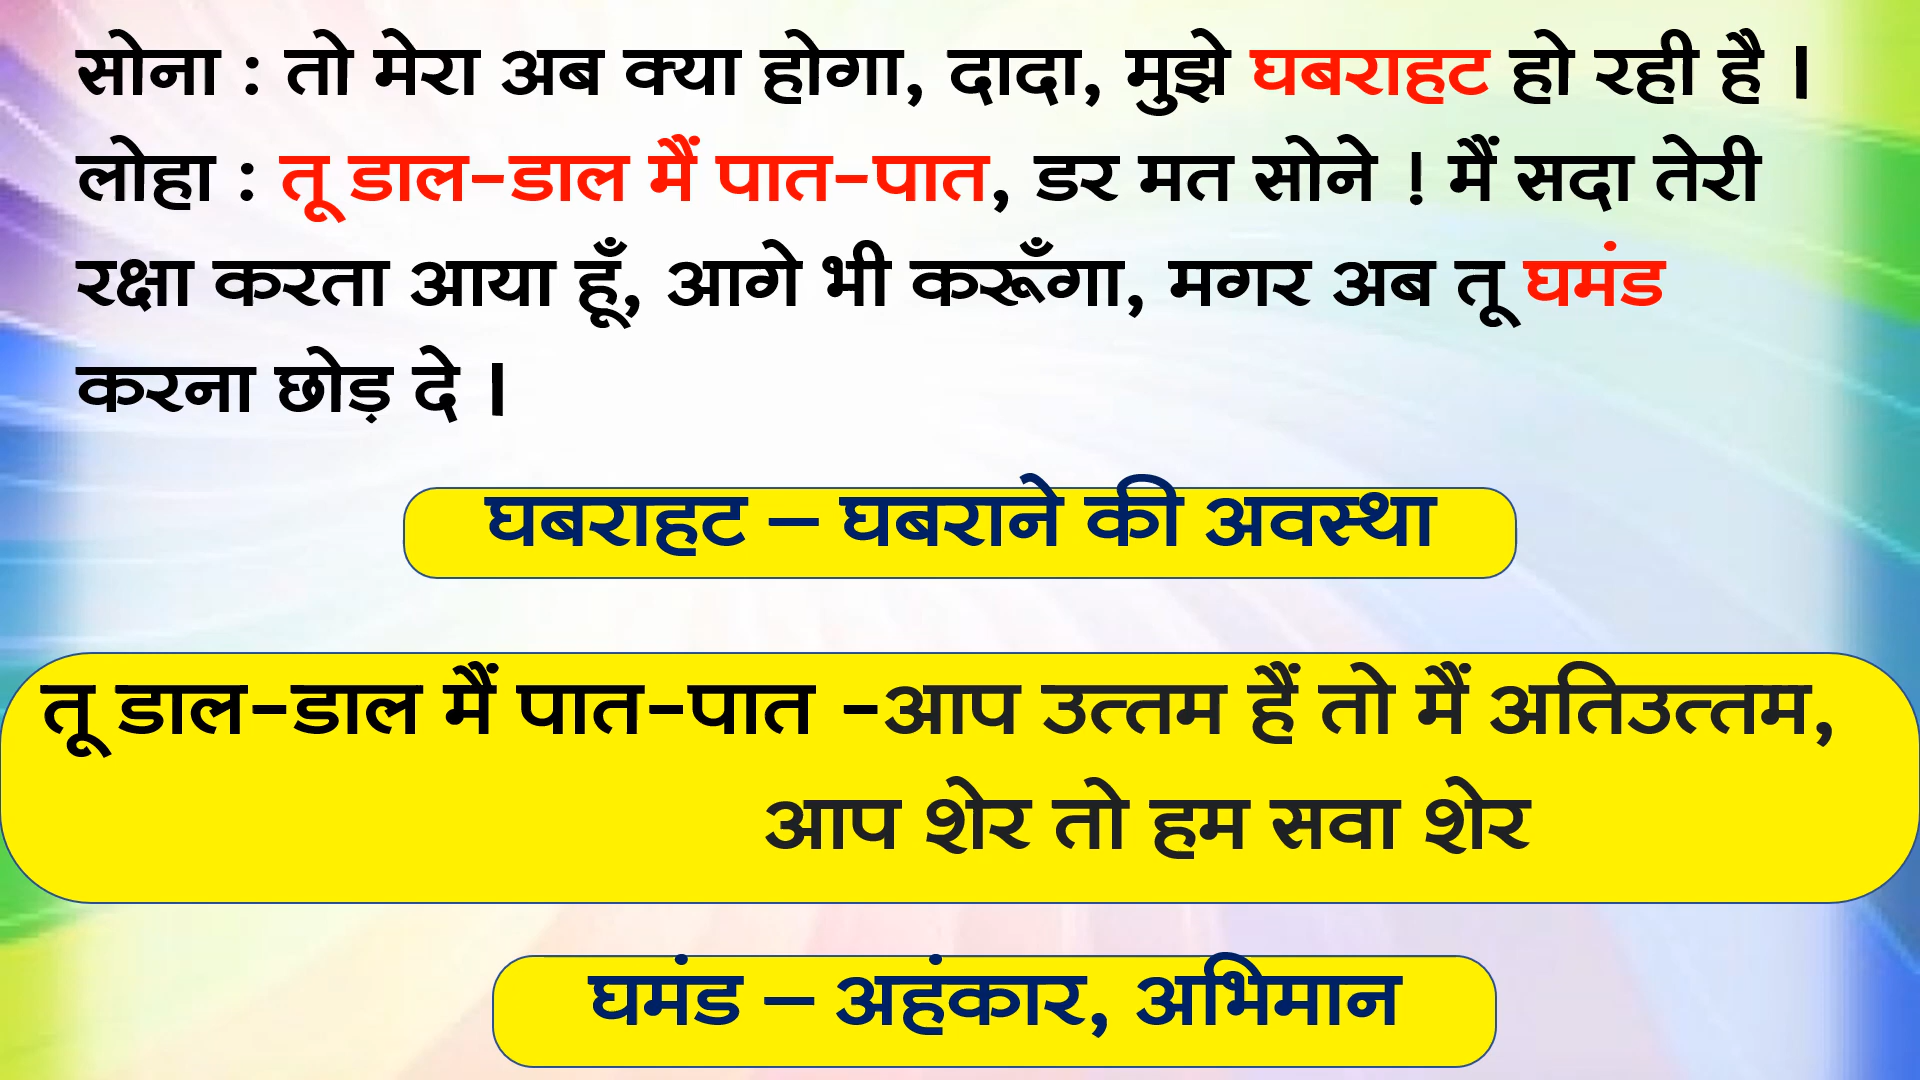 सोना : तो मेरा अब क्या होगा, दादा, मुझे घबराहट हो रही है ।
लोहा : तू डाल-डाल मैं पात-पात, डर मत सोने ! मैं सदा तेरी
रक्षा करता आया हूँ, आगे भी करूँगा, मगर अब तू घमंड
करना छोड़ दे ।
घबराहट – घबराने की अवस्था
तू डाल-डाल मैं पात-पात -आप उत्तम हैं तो मैं अतिउत्तम,
आप शेर तो हम सवा शेर
घमंड – अहंकार, अभिमान